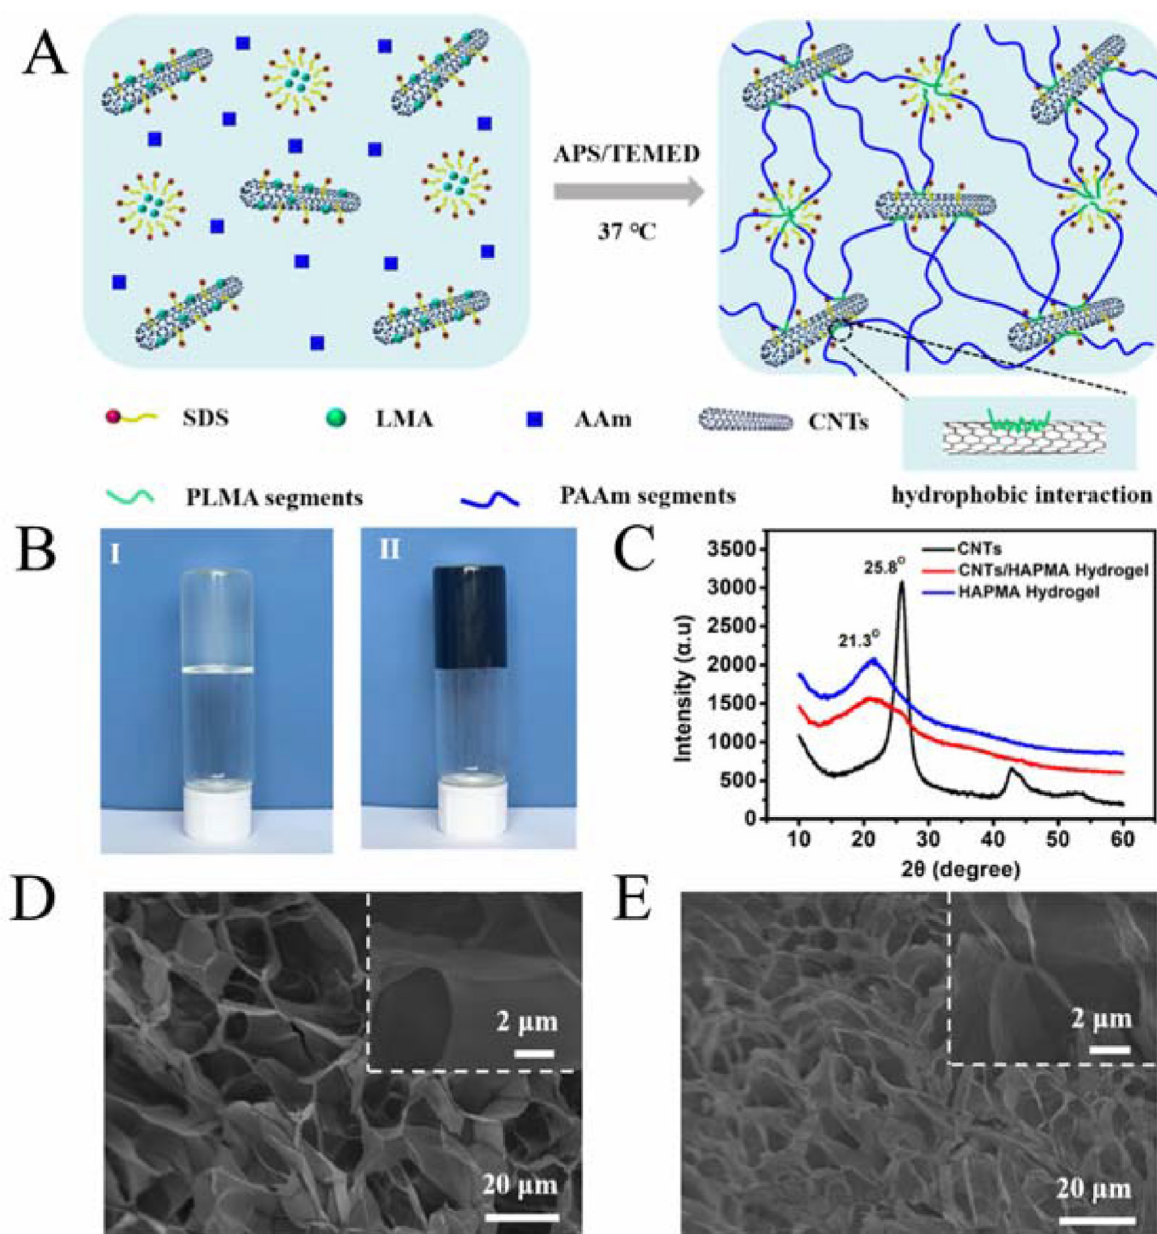 A
APS/TEMED
37 °C
SDS
LMA
AAm
CNTs
PLMA segments
PAAm segments
hydrophobic interaction
B
I
II
C
3500
3000
2500
2000
1500
1000
500
0
Intensity (α.u)
25.8°
21.3°
CNTs
CNTs/HAPMA Hydrogel
HAPMA Hydrogel
10 20 30 40 50 60
2θ (degree)
D
2 μm
20 μm
E
2 μm
20 μm